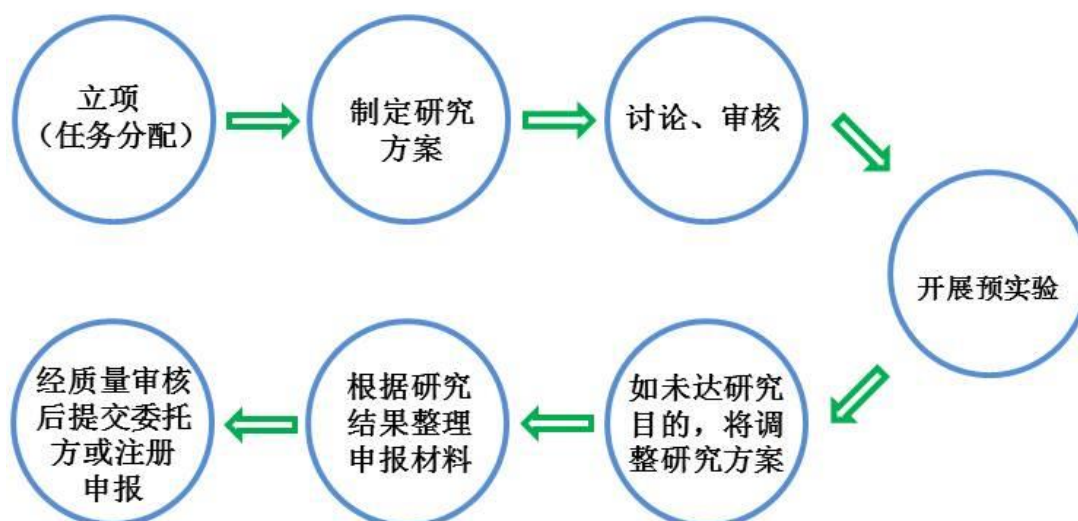 立项
（任务分配）
制定研究
方案
讨论、审核
开展预实验
如未达研究
目的，将调
整研究方案
根据研究
结果整理
申报材料
经质量审核
后提交委托
方或注册
申报